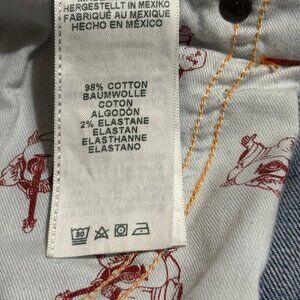 HERGESTELLT IN MEXIKO
FABRIQUÉ AU MEXIQUE
HECHO EN MÉXICO
98% COTTON
BAUMWOLLE
COTON
ALGODÓN
2% ELASTANE
ELASTAN
ÉLASTHANNE
ELASTANO
30